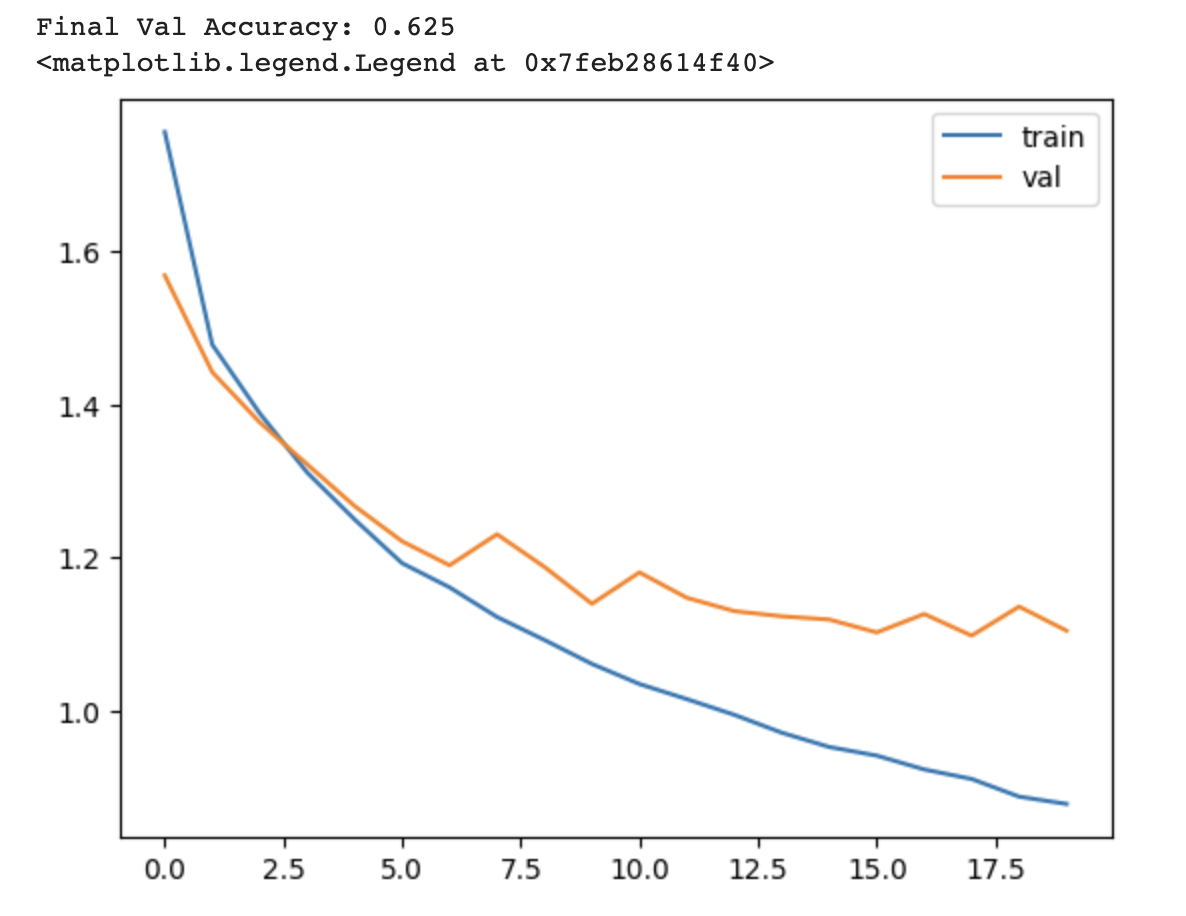 Final Val Accuracy: 0.625
<matplotlib.legend.Legend at 0x7feb28614f40>
train
val
1.6
1.4
1.2
1.0
0.0 2.5 5.0 7.5 10.0 12.5 15.0 17.5